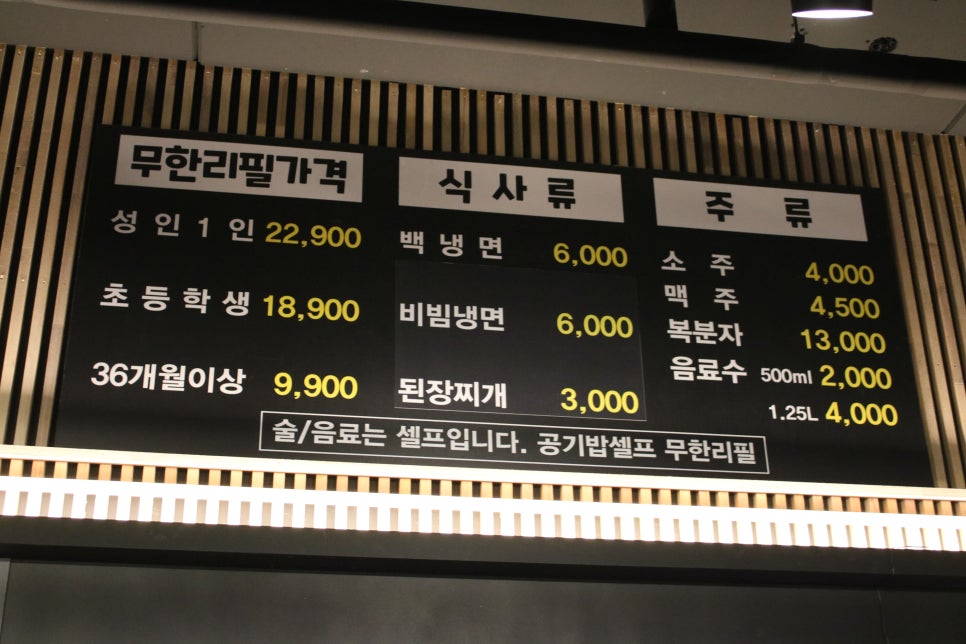 무한리필가격
성인1인 22,900
초등학생 18,900
36개월이상 9,900
식사류
백냉면 6,000
비빔냉면 6,000
된장찌개 3,000
주류
소주 4,000
맥주 4,500
복분자 13,000
음료수 500ml 2,000
1.25L 4,000
술/음료는 셀프입니다. 공기밥셀프 무한리필